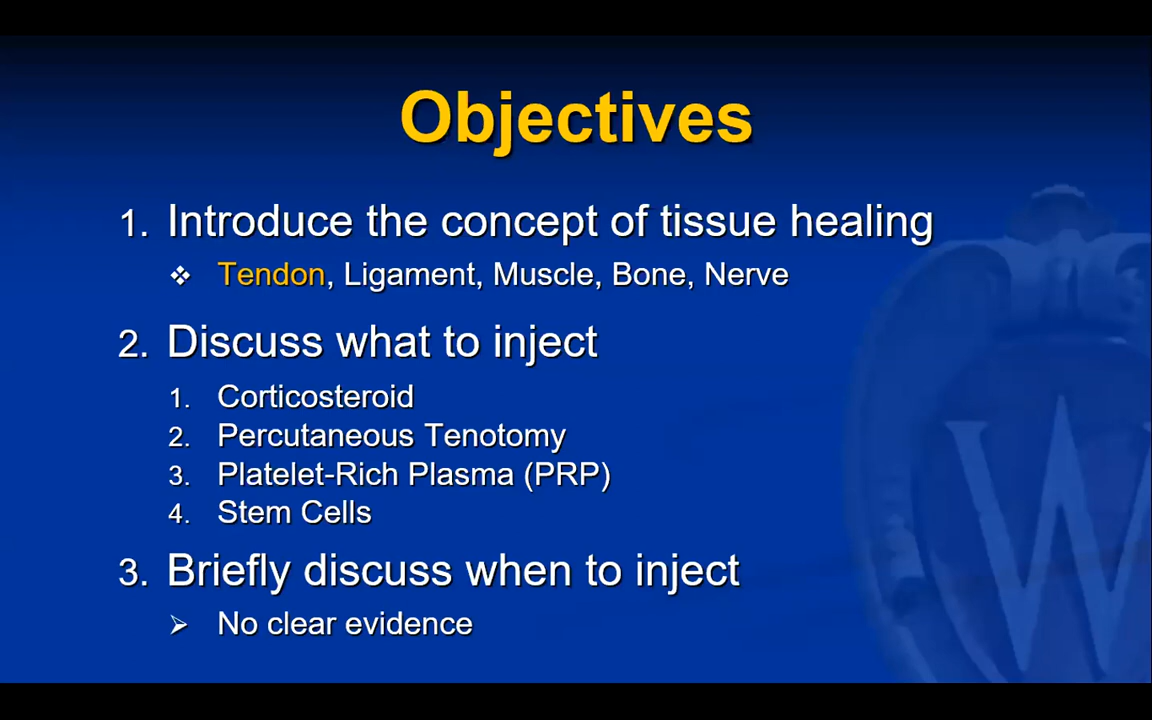 Objectives
1. Introduce the concept of tissue healing
❖ Tendon, Ligament, Muscle, Bone, Nerve
2. Discuss what to inject
1. Corticosteroid
2. Percutaneous Tenotomy
3. Platelet-Rich Plasma (PRP)
4. Stem Cells
3. Briefly discuss when to inject
➢ No clear evidence
W